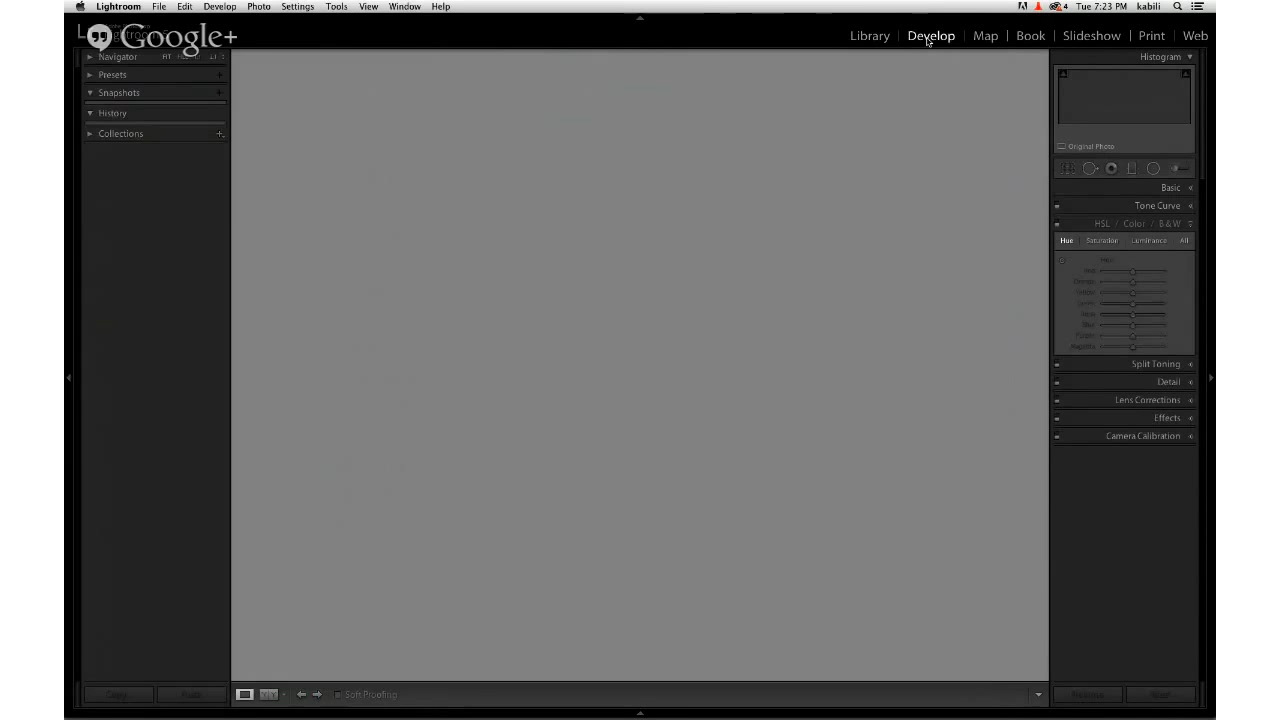 Lightroom File Edit Develop Photo Settings Tools View Window Help
4 Tue 7:23 PM kabili
Google+
Library | Develop | Map | Book | Slideshow | Print | Web
Navigator
Histogram
Presets
Snapshots
History
Collections
Original Photo
Basic
Tone Curve
HSL / Color / B & W
Hue Saturation Luminance All
Hue
Split Toning
Detail
Lens Corrections
Effects
Camera Calibration
Soft Proofing